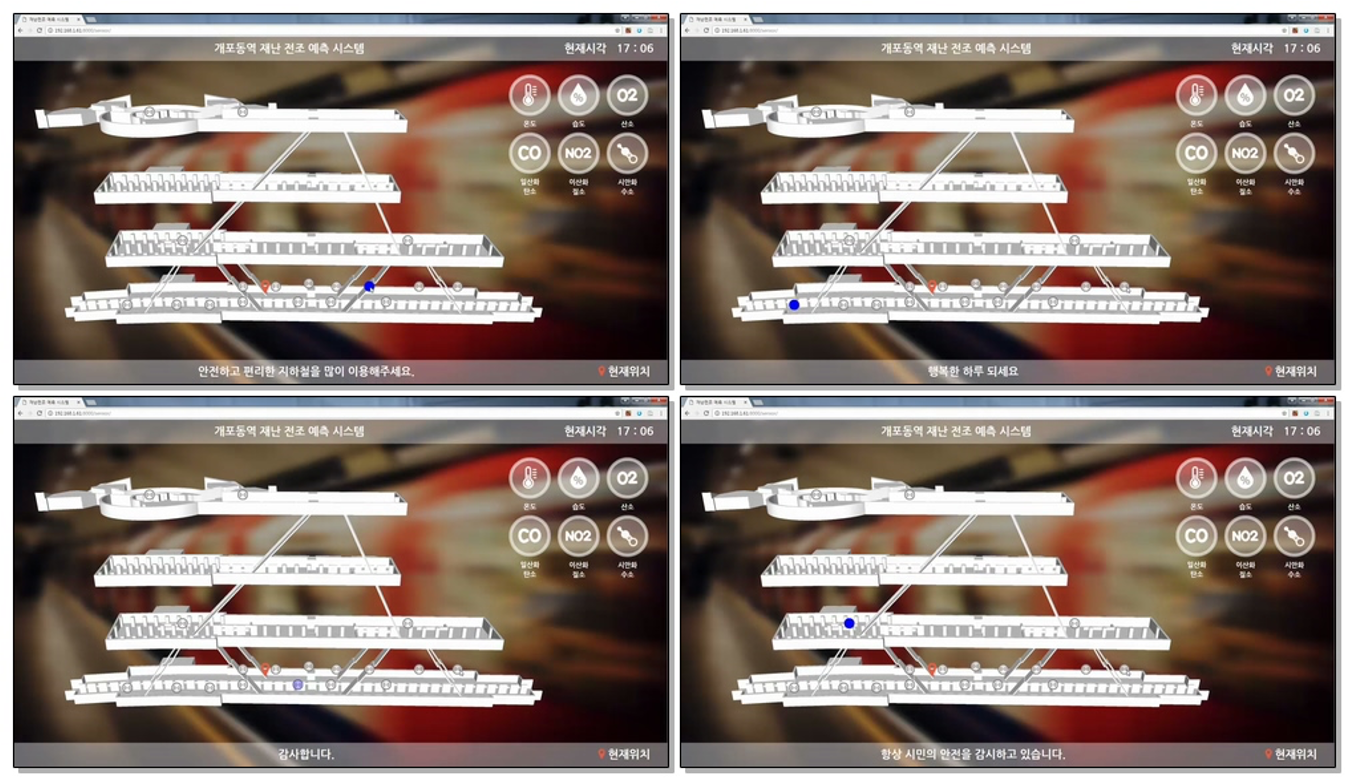 개포동역 재난 전조 예측 시스템
현재시각 17 : 06
%
O2
온도
습도
산소
CO
NO2
일산화
탄소
이산화
질소
시안화
수소
안전하고 편리한 지하철을 많이 이용해주세요.
현재위치
개포동역 재난 전조 예측 시스템
현재시각 17 : 06
%
O2
온도
습도
산소
CO
NO2
일산화
탄소
이산화
질소
시안화
수소
행복한 하루 되세요
현재위치
개포동역 재난 전조 예측 시스템
현재시각 17 : 06
%
O2
온도
습도
산소
CO
NO2
일산화
탄소
이산화
질소
시안화
수소
감사합니다.
현재위치
개포동역 재난 전조 예측 시스템
현재시각 17 : 06
%
O2
온도
습도
산소
CO
NO2
일산화
탄소
이산화
질소
시안화
수소
항상 시민의 안전을 감시하고 있습니다.
현재위치